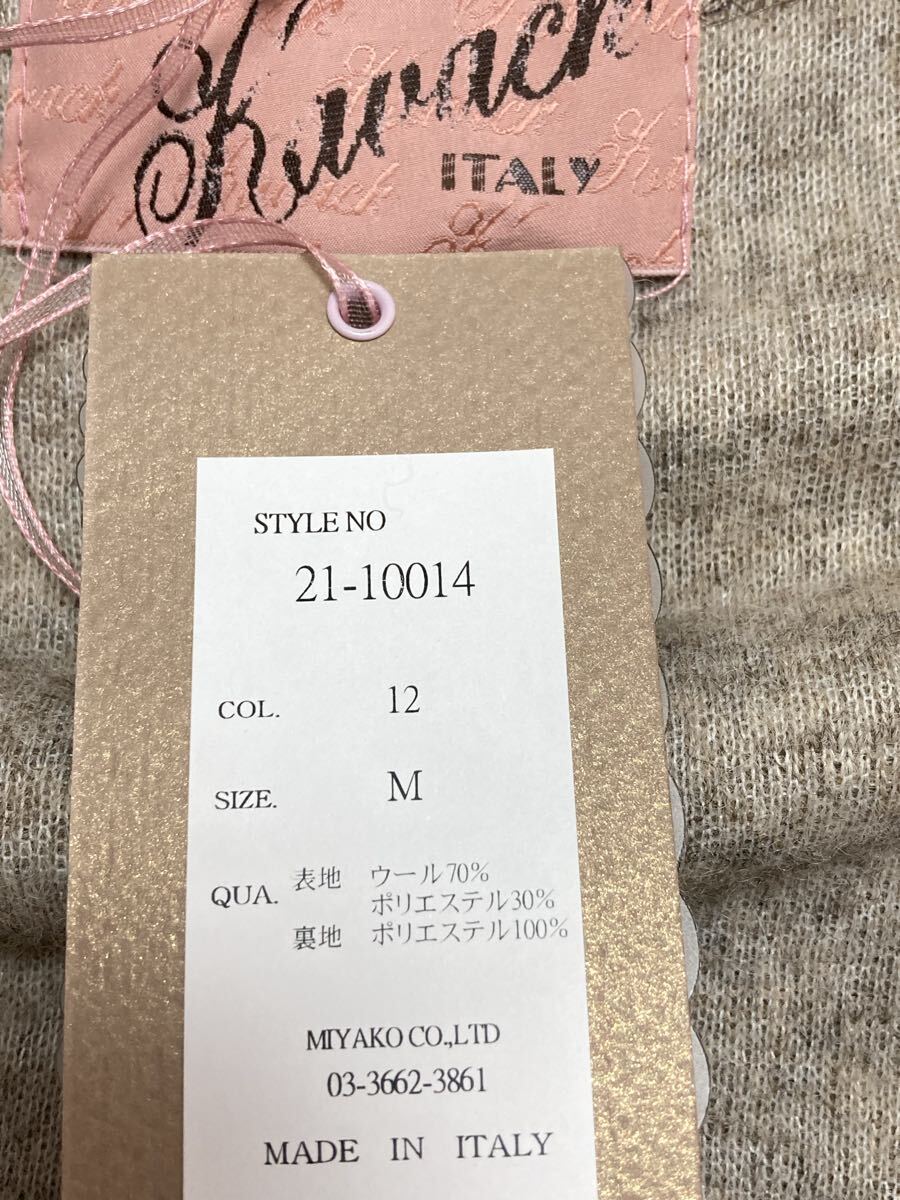 Kuvach
ITALY
STYLE NO
21-10014
COL. 12
SIZE. M
QUA. 表地 ウール70%
ポリエステル30%
裏地 ポリエステル100%
MIYAKO CO.,LTD
03-3662-3861
MADE IN ITALY